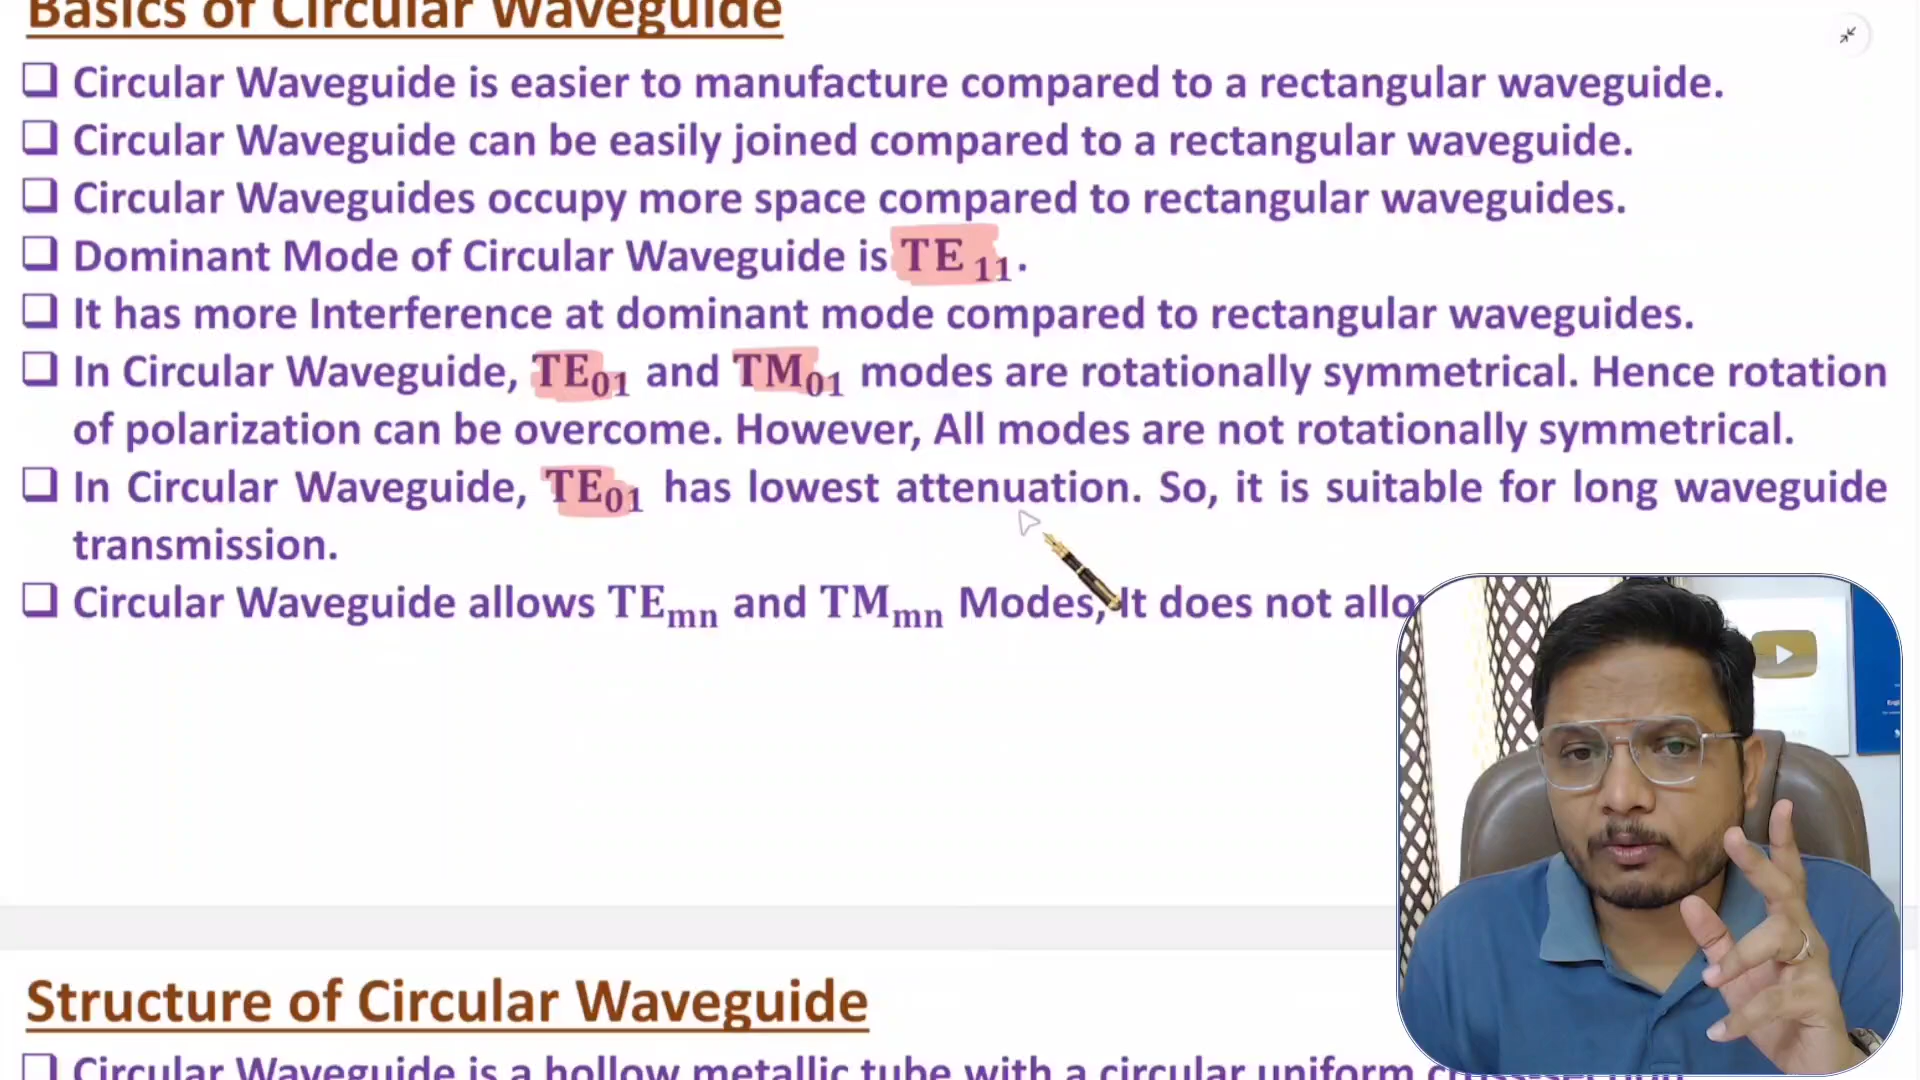 Basics of Circular Waveguide
❑ Circular Waveguide is easier to manufacture compared to a rectangular waveguide.
❑ Circular Waveguide can be easily joined compared to a rectangular waveguide.
❑ Circular Waveguides occupy more space compared to rectangular waveguides.
❑ Dominant Mode of Circular Waveguide is TE 11.
❑ It has more Interference at dominant mode compared to rectangular waveguides.
❑ In Circular Waveguide, TE01 and TM01 modes are rotationally symmetrical. Hence rotation
of polarization can be overcome. However, All modes are not rotationally symmetrical.
❑ In Circular Waveguide, TE01 has lowest attenuation. So, it is suitable for long waveguide
transmission.
❑ Circular Waveguide allows TEmn and TMmn Modes, It does not
Structure of Circular Waveguide
❑ Circular Waveguide is a hollow metallic tube with a circular uniform